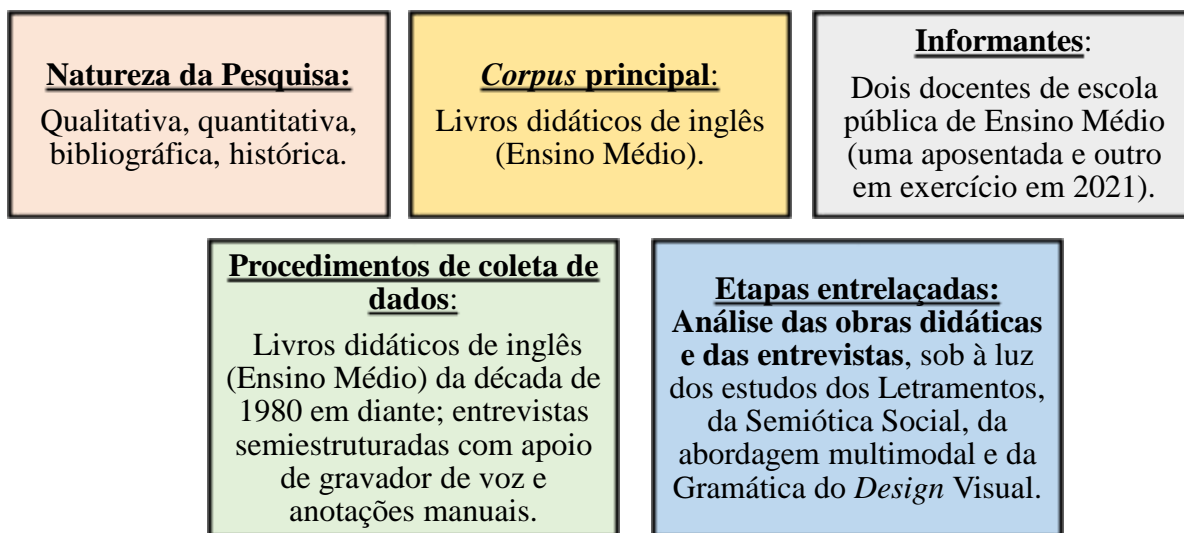 Natureza da Pesquisa:
Qualitativa, quantitativa,
bibliográfica, histórica.
Corpus principal:
Livros didáticos de inglês
(Ensino Médio).
Informantes:
Dois docentes de escola
pública de Ensino Médio
(uma aposentada e outro
em exercício em 2021).
Procedimentos de coleta de
dados:
Livros didáticos de inglês
(Ensino Médio) da década de
1980 em diante; entrevistas
semiestruturadas com apoio
de gravador de voz e
anotações manuais.
Etapas entrelaçadas:
Análise das obras didáticas
e das entrevistas, sob à luz
dos estudos dos Letramentos,
da Semiótica Social, da
abordagem multimodal e da
Gramática do Design Visual.